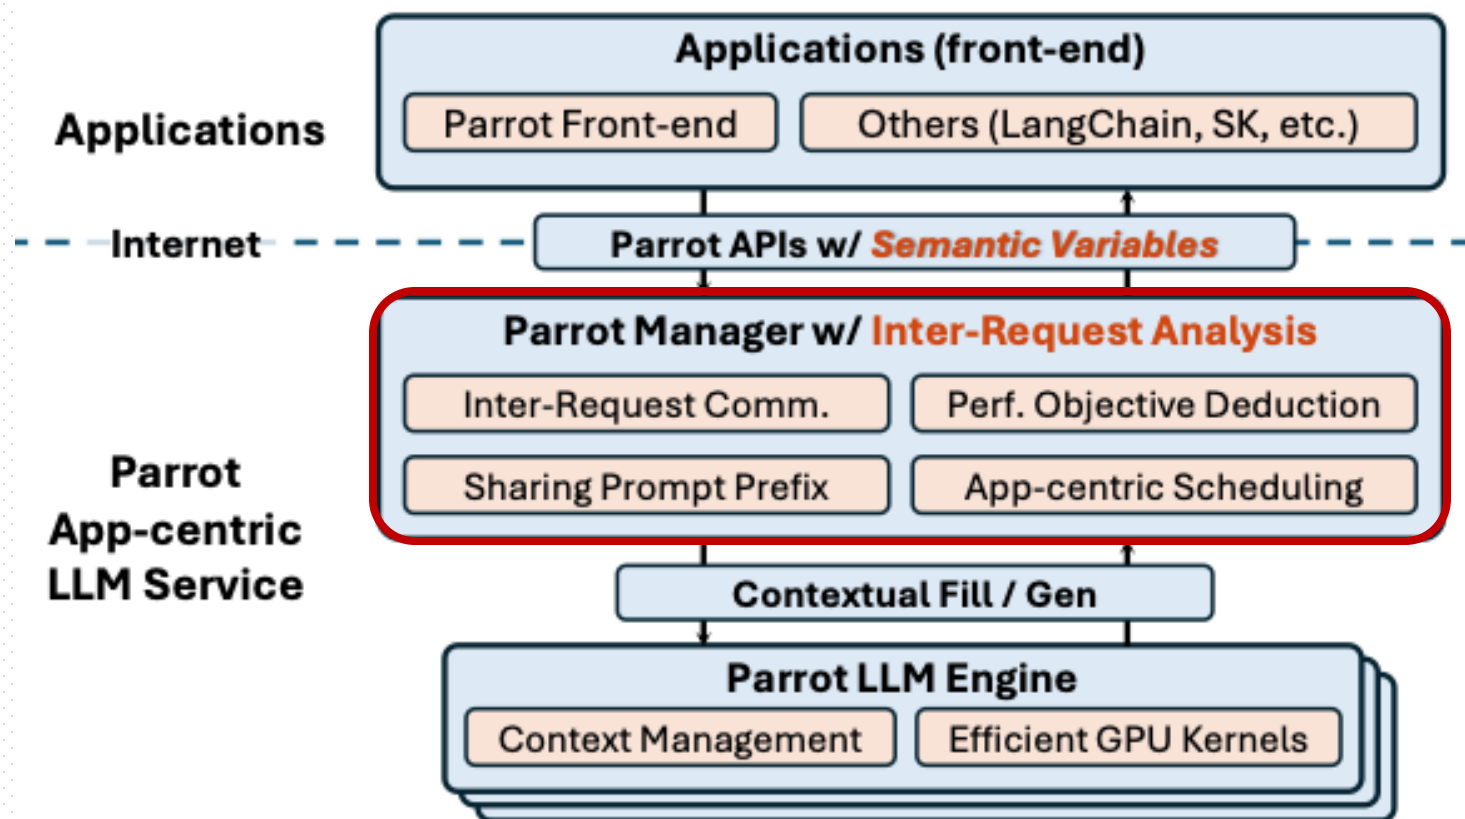 Applications (front-end)
Applications
Parrot Front-end
Others (LangChain, SK, etc.)
Internet
Parrot APIs w/ Semantic Variables
Parrot Manager w/ Inter-Request Analysis
Inter-Request Comm.
Perf. Objective Deduction
Sharing Prompt Prefix
App-centric Scheduling
Parrot
App-centric
LLM Service
Contextual Fill / Gen
Parrot LLM Engine
Context Management
Efficient GPU Kernels